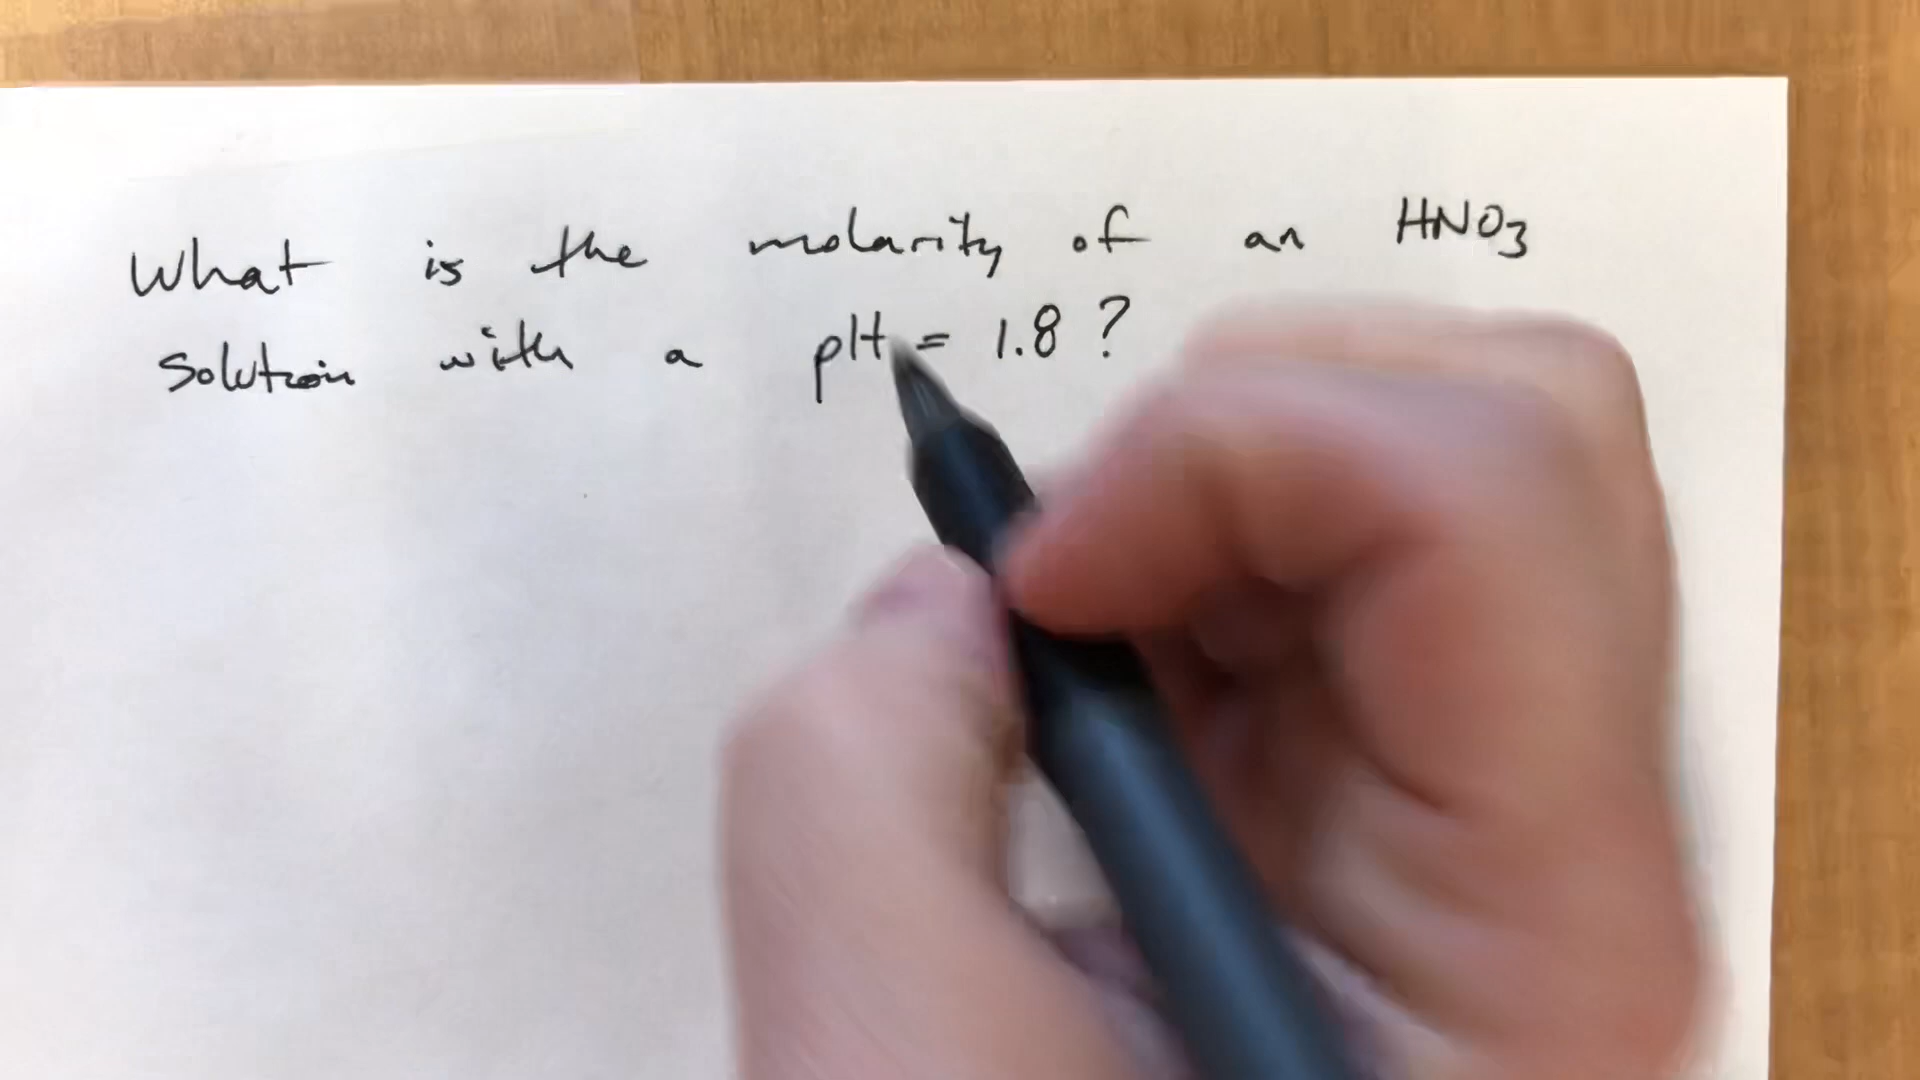 What is the molarity of an HNO3
solution with a pH = 1.8 ?